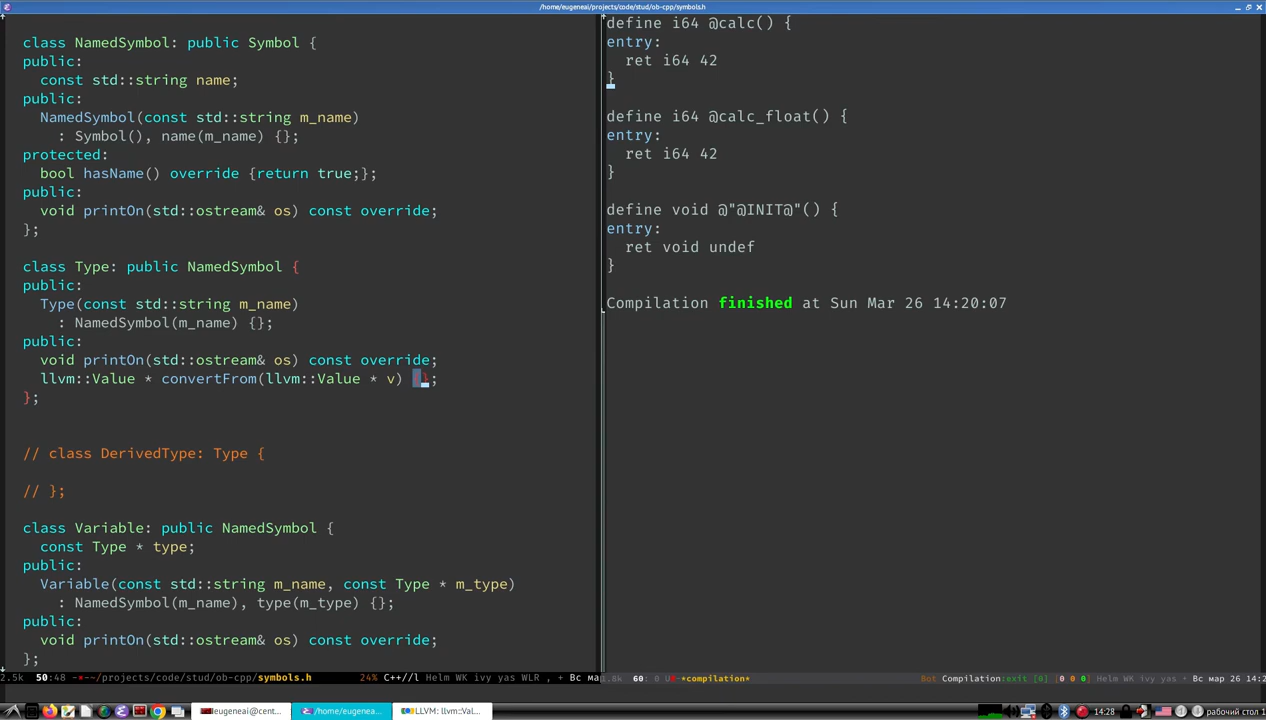 /home/eugeneai/projects/code/stud/ob-cpp/symbols.h
class NamedSymbol: public Symbol {
public:
  const std::string name;
public:
  NamedSymbol(const std::string m_name)
    : Symbol(), name(m_name) {};
protected:
  bool hasName() override {return true;};
public:
  void printOn(std::ostream& os) const override;
};
class Type: public NamedSymbol {
public:
  Type(const std::string m_name)
    : NamedSymbol(m_name) {};
public:
  void printOn(std::ostream& os) const override;
  llvm::Value * convertFrom(llvm::Value * v) {};
};
// class DerivedType: Type {
// };
class Variable: public NamedSymbol {
  const Type * type;
public:
  Variable(const std::string m_name, const Type * m_type)
    : NamedSymbol(m_name), type(m_type) {};
public:
  void printOn(std::ostream& os) const override;
};
2.5k 50:48 -*-~/projects/code/stud/ob-cpp/symbols.h 24% C++//l Helm WK ivy yas WLR , + Вс ма
define i64 @calc() {
entry:
  ret i64 42
}
define i64 @calc_float() {
entry:
  ret i64 42
}
define void @"@INIT@"() {
entry:
  ret void undef
}
Compilation finished at Sun Mar 26 14:20:07
1.8k 60: 0 U *compilation* Bot Compilation:exit [0] [0 0 0] Helm WK ivy yas + Вс мар 26 14:2
eugeneai@cent...
/home/eugenea...
LLVM: llvm::Val...
14:28
рабочий стол 1